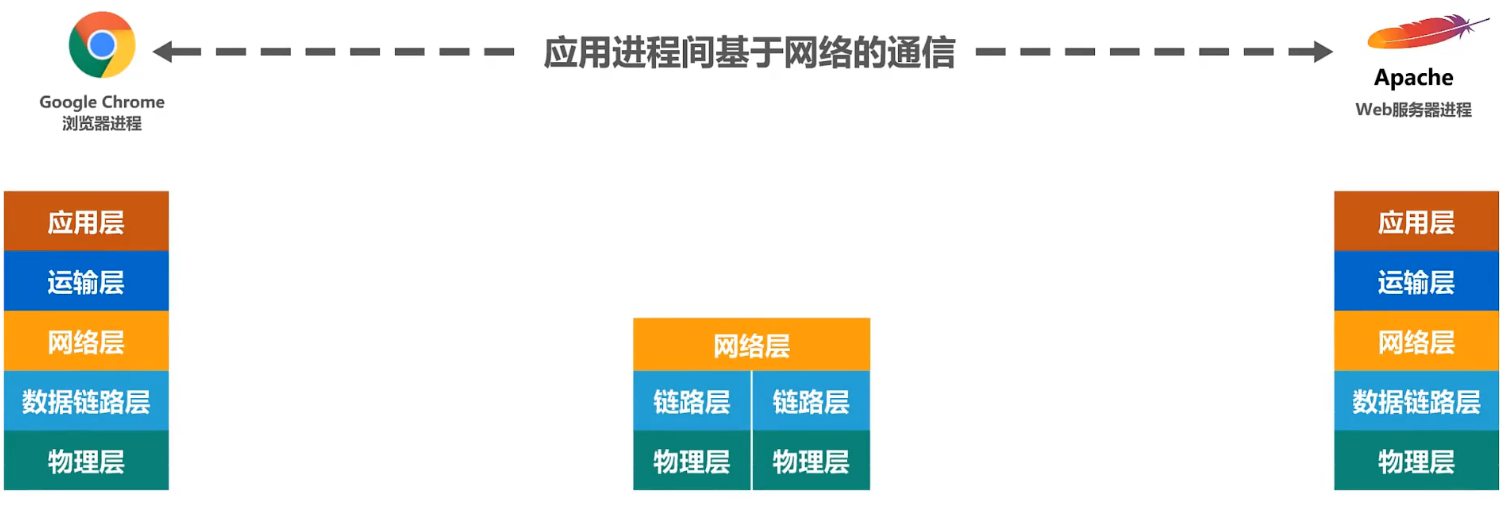 应用进程间基于网络的通信
Google Chrome
浏览器进程
Apache
Web服务器进程
应用层
运输层
网络层
数据链路层
物理层
网络层
链路层 链路层
物理层 物理层
应用层
运输层
网络层
数据链路层
物理层